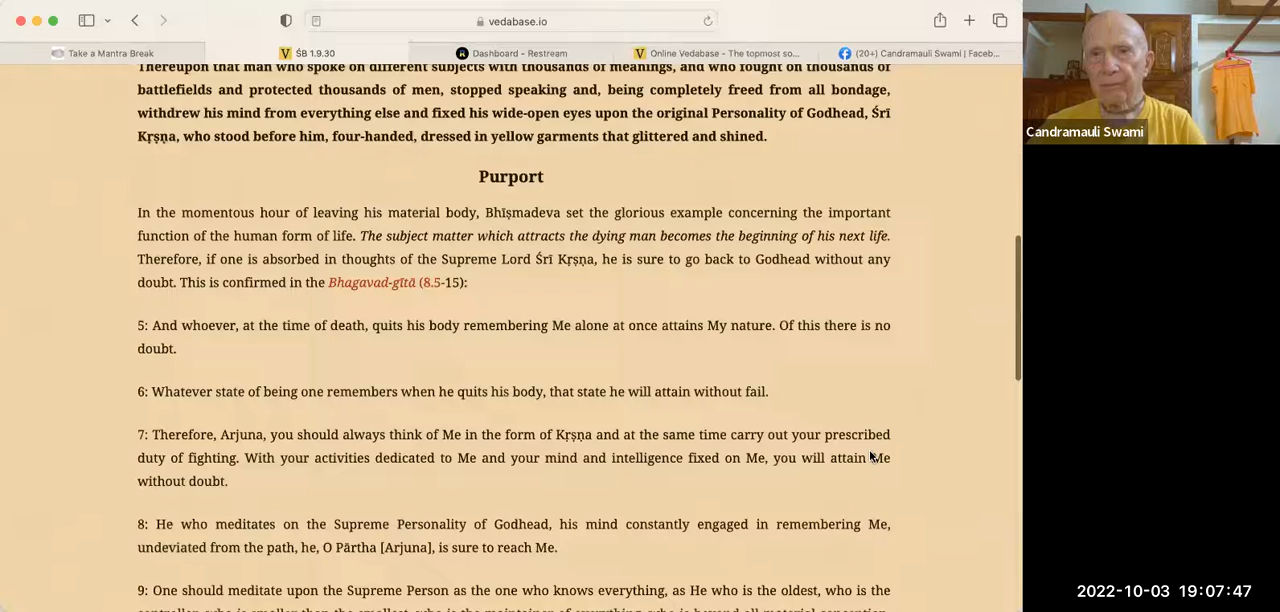 vedabase.io
Take a Mantra Break
ŚB 1.9.30
Dashboard – Restream
Online Vedabase - The topmost so...
(20+) Candramauli Swami | Faceb...
Thereupon that man who spoke on different subjects with thousands of meanings, and who fought on thousands of
battlefields and protected thousands of men, stopped speaking and, being completely freed from all bondage,
withdrew his mind from everything else and fixed his wide-open eyes upon the original Personality of Godhead, Śrī
Kṛṣṇa, who stood before him, four-handed, dressed in yellow garments that glittered and shined.
Purport
In the momentous hour of leaving his material body, Bhīṣmadeva set the glorious example concerning the important
function of the human form of life. The subject matter which attracts the dying man becomes the beginning of his next life.
Therefore, if one is absorbed in thoughts of the Supreme Lord Śrī Kṛṣṇa, he is sure to go back to Godhead without any
doubt. This is confirmed in the Bhagavad-gītā (8.5-15):
5: And whoever, at the time of death, quits his body remembering Me alone at once attains My nature. Of this there is no
doubt.
6: Whatever state of being one remembers when he quits his body, that state he will attain without fail.
7: Therefore, Arjuna, you should always think of Me in the form of Kṛṣṇa and at the same time carry out your prescribed
duty of fighting. With your activities dedicated to Me and your mind and intelligence fixed on Me, you will attain Me
without doubt.
8: He who meditates on the Supreme Personality of Godhead, his mind constantly engaged in remembering Me,
undeviated from the path, he, O Pārtha [Arjuna], is sure to reach Me.
9: One should meditate upon the Supreme Person as the one who knows everything, as He who is the oldest, who is the
Candramauli Swami
2022-10-03 19:07:47